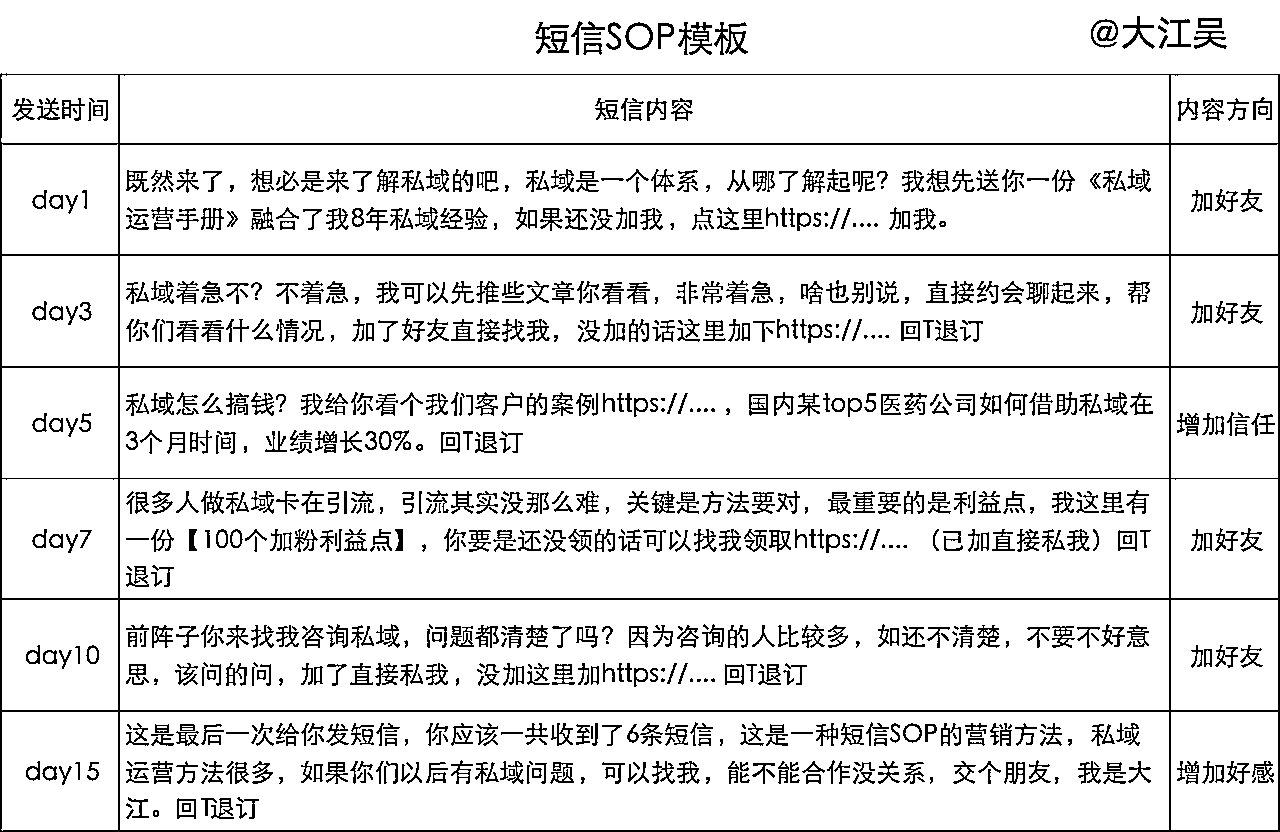 短信SOP模板
@大江吴
发送时间
短信内容
内容方向
day1
既然来了，想必是来了解私域的吧，私域是一个体系，从哪了解起呢？我想先送你一份《私域
运营手册》融合了我8年私域经验，如果还没加我，点这里https://.... 加我。
加好友
day3
私域着急不？不着急，我可以先推些文章你看看，非常着急，啥也别说，直接约会聊起来，帮
你们看看什么情况，加了好友直接找我，没加的话这里加下https://.... 回T退订
加好友
day5
私域怎么搞钱？我给你看个我们客户的案例https://....，国内某top5医药公司如何借助私域在
3个月时间，业绩增长30%。回T退订
增加信任
day7
很多人做私域卡在引流，引流其实没那么难，关键是方法要对，最重要的是利益点，我这里有
一份【100个加粉利益点】，你要是还没领的话可以找我领取https://.... （已加直接私我）回T
退订
加好友
day10
前阵子你来找我咨询私域，问题都清楚了吗？因为咨询的人比较多，如还不清楚，不要不好意
思，该问的问，加了直接私我，没加这里加https://.... 回T退订
加好友
day15
这是最后一次给你发短信，你应该一共收到了6条短信，这是一种短信SOP的营销方法，私域
运营方法很多，如果你们以后有私域问题，可以找我，能不能合作没关系，交个朋友，我是大
江。回T退订
增加好感